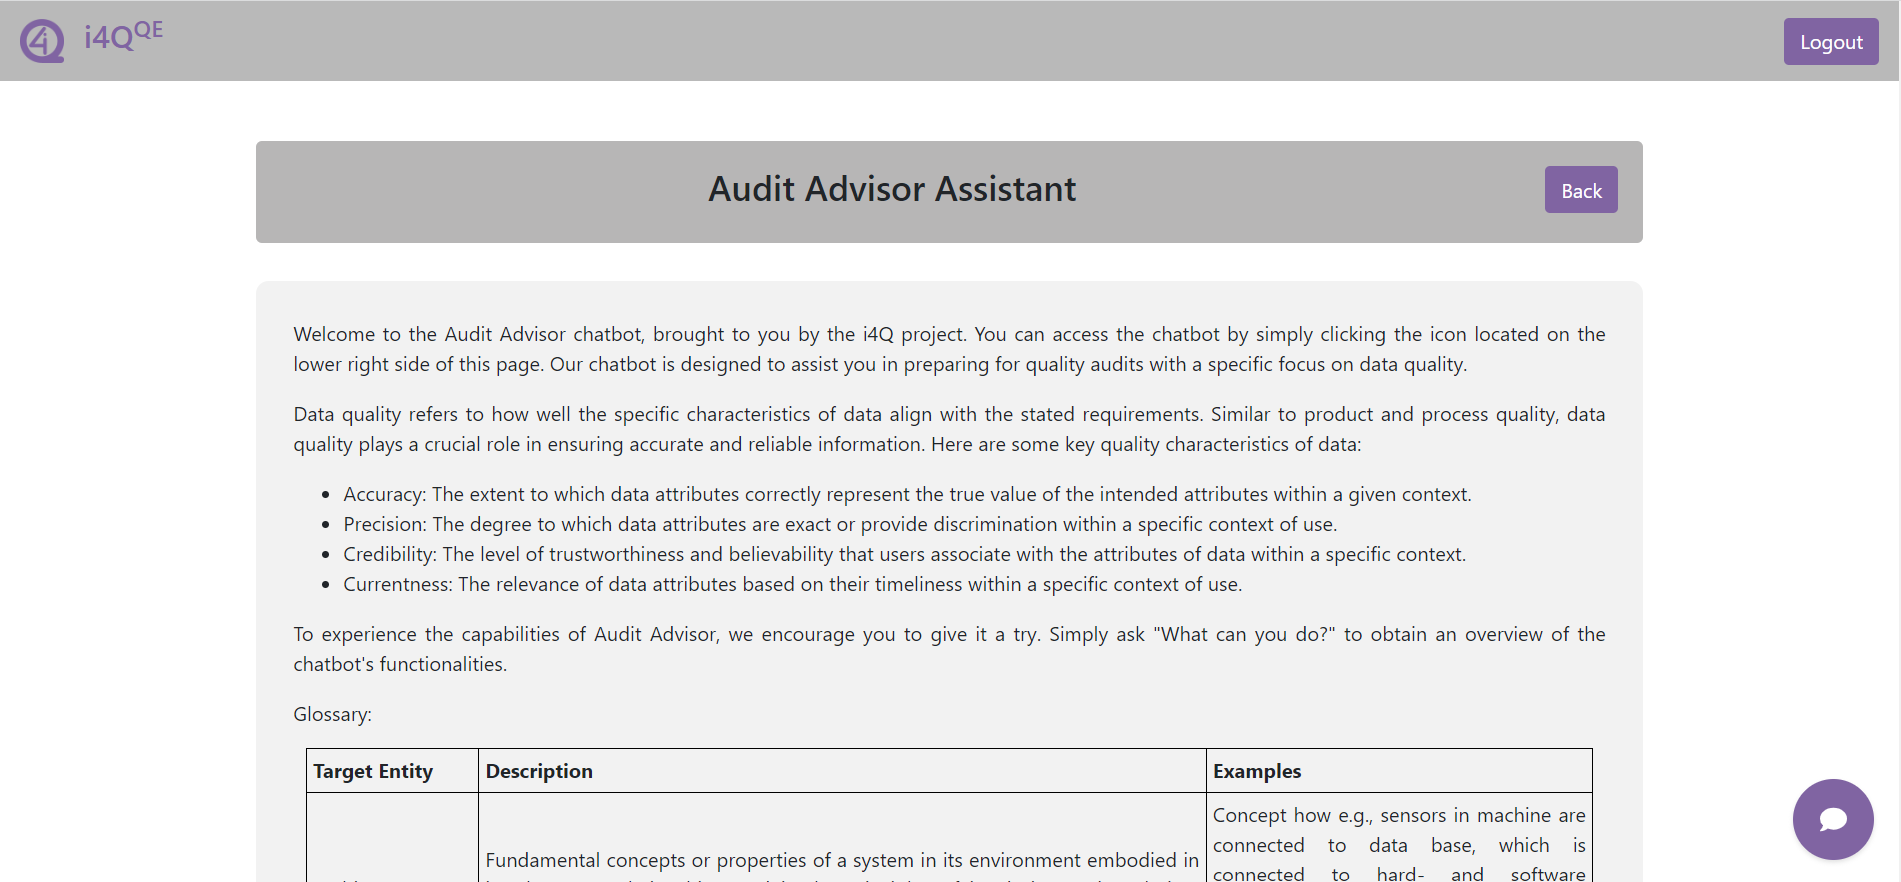 i4QQE
Logout
Audit Advisor Assistant
Back
Welcome to the Audit Advisor chatbot, brought to you by the i4Q project. You can access the chatbot by simply clicking the icon located on the
lower right side of this page. Our chatbot is designed to assist you in preparing for quality audits with a specific focus on data quality.
Data quality refers to how well the specific characteristics of data align with the stated requirements. Similar to product and process quality, data
quality plays a crucial role in ensuring accurate and reliable information. Here are some key quality characteristics of data:
• Accuracy: The extent to which data attributes correctly represent the true value of the intended attributes within a given context.
• Precision: The degree to which data attributes are exact or provide discrimination within a specific context of use.
• Credibility: The level of trustworthiness and believability that users associate with the attributes of data within a specific context.
• Currentness: The relevance of data attributes based on their timeliness within a specific context of use.
To experience the capabilities of Audit Advisor, we encourage you to give it a try. Simply ask "What can you do?" to obtain an overview of the
chatbot's functionalities.
Glossary:
Target Entity
Description
Examples
Fundamental concepts or properties of a system in its environment embodied in
Concept how e.g., sensors in machine are
connected to data base, which is
connected to hard- and software